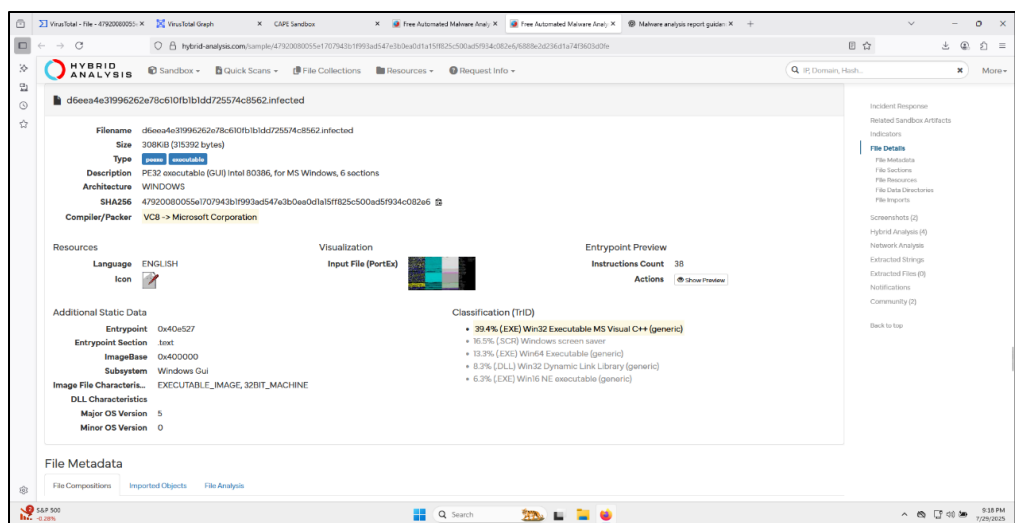 VirusTotal - File - 47920080055-
VirusTotal Graph
CAPE Sandbox
Free Automated Malware Analy
Free Automated Malware Analy
Malware analysis report guidan
hybrid-analysis.com/sample/47920080055e1707943b1f993ad547e3b0ea0d1a15ff825c500ad5f934c082e6/6888e2d236d1a74f3603d0fe
HYBRID
ANALYSIS
Sandbox
Quick Scans
File Collections
Resources
Request Info
IP, Domain, Hash...
More
d6eea4e31996262e78c610fb1b1dd725574c8562.infected
Filename d6eea4e31996262e78c610fb1b1dd725574c8562.infected
Size 308KiB (315392 bytes)
Type peexe executable
Description PE32 executable (GUI) Intel 80386, for MS Windows, 6 sections
Architecture WINDOWS
SHA256 47920080055e1707943b1f993ad547e3b0ea0d1a15ff825c500ad5f934c082e6
Compiler/Packer VC8 -> Microsoft Corporation
Resources
Language ENGLISH
Icon
Visualization
Input File (PortEx)
Entrypoint Preview
Instructions Count 38
Actions Show Preview
Additional Static Data
Entrypoint 0x40e527
Entrypoint Section .text
ImageBase 0x400000
Subsystem Windows Gui
Image File Characteris... EXECUTABLE_IMAGE, 32BIT_MACHINE
DLL Characteristics
Major OS Version 5
Minor OS Version 0
Classification (TrID)
39.4% (.EXE) Win32 Executable MS Visual C++ (generic)
16.5% (.SCR) Windows screen saver
13.3% (.EXE) Win64 Executable (generic)
8.3% (.DLL) Win32 Dynamic Link Library (generic)
6.3% (.EXE) Win16 NE executable (generic)
File Metadata
File Compositions
Imported Objects
File Analysis
Incident Response
Related Sandbox Artifacts
Indicators
File Details
File Metadata
File Sections
File Resources
File Data Directories
File Imports
Screenshots (2)
Hybrid Analysis (4)
Network Analysis
Extracted Strings
Extracted Files (0)
Notifications
Community (2)
Back to top
S&P 500
-0.28%
Search
9:18 PM
7/29/2025